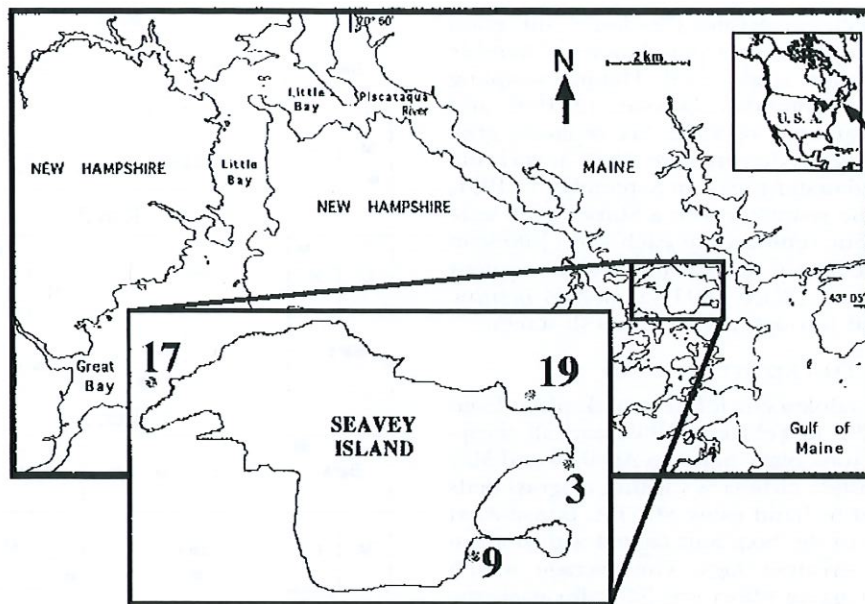 70° 50'
N
2 km
U. S. A.
Little
Bay
Piscataqua
River
NEW HAMPSHIRE
Little
Bay
NEW HAMPSHIRE
MAINE
43° 05'
Great
Bay
17
19
SEAVEY
ISLAND
3
9
Gulf of
Maine